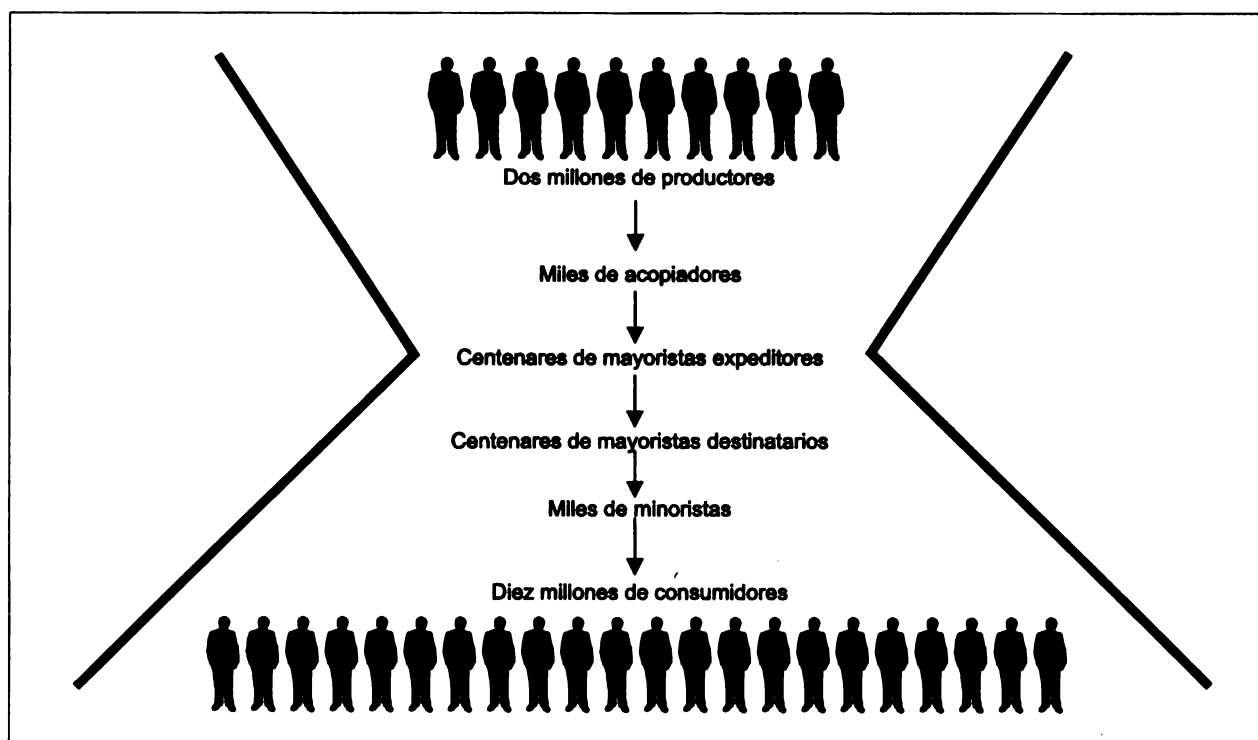 Dos millones de productores
Miles de acopiadores
Centenares de mayoristas expeditores
Centenares de mayoristas destinatarios
Miles de minoristas
Diez millones de consumidores